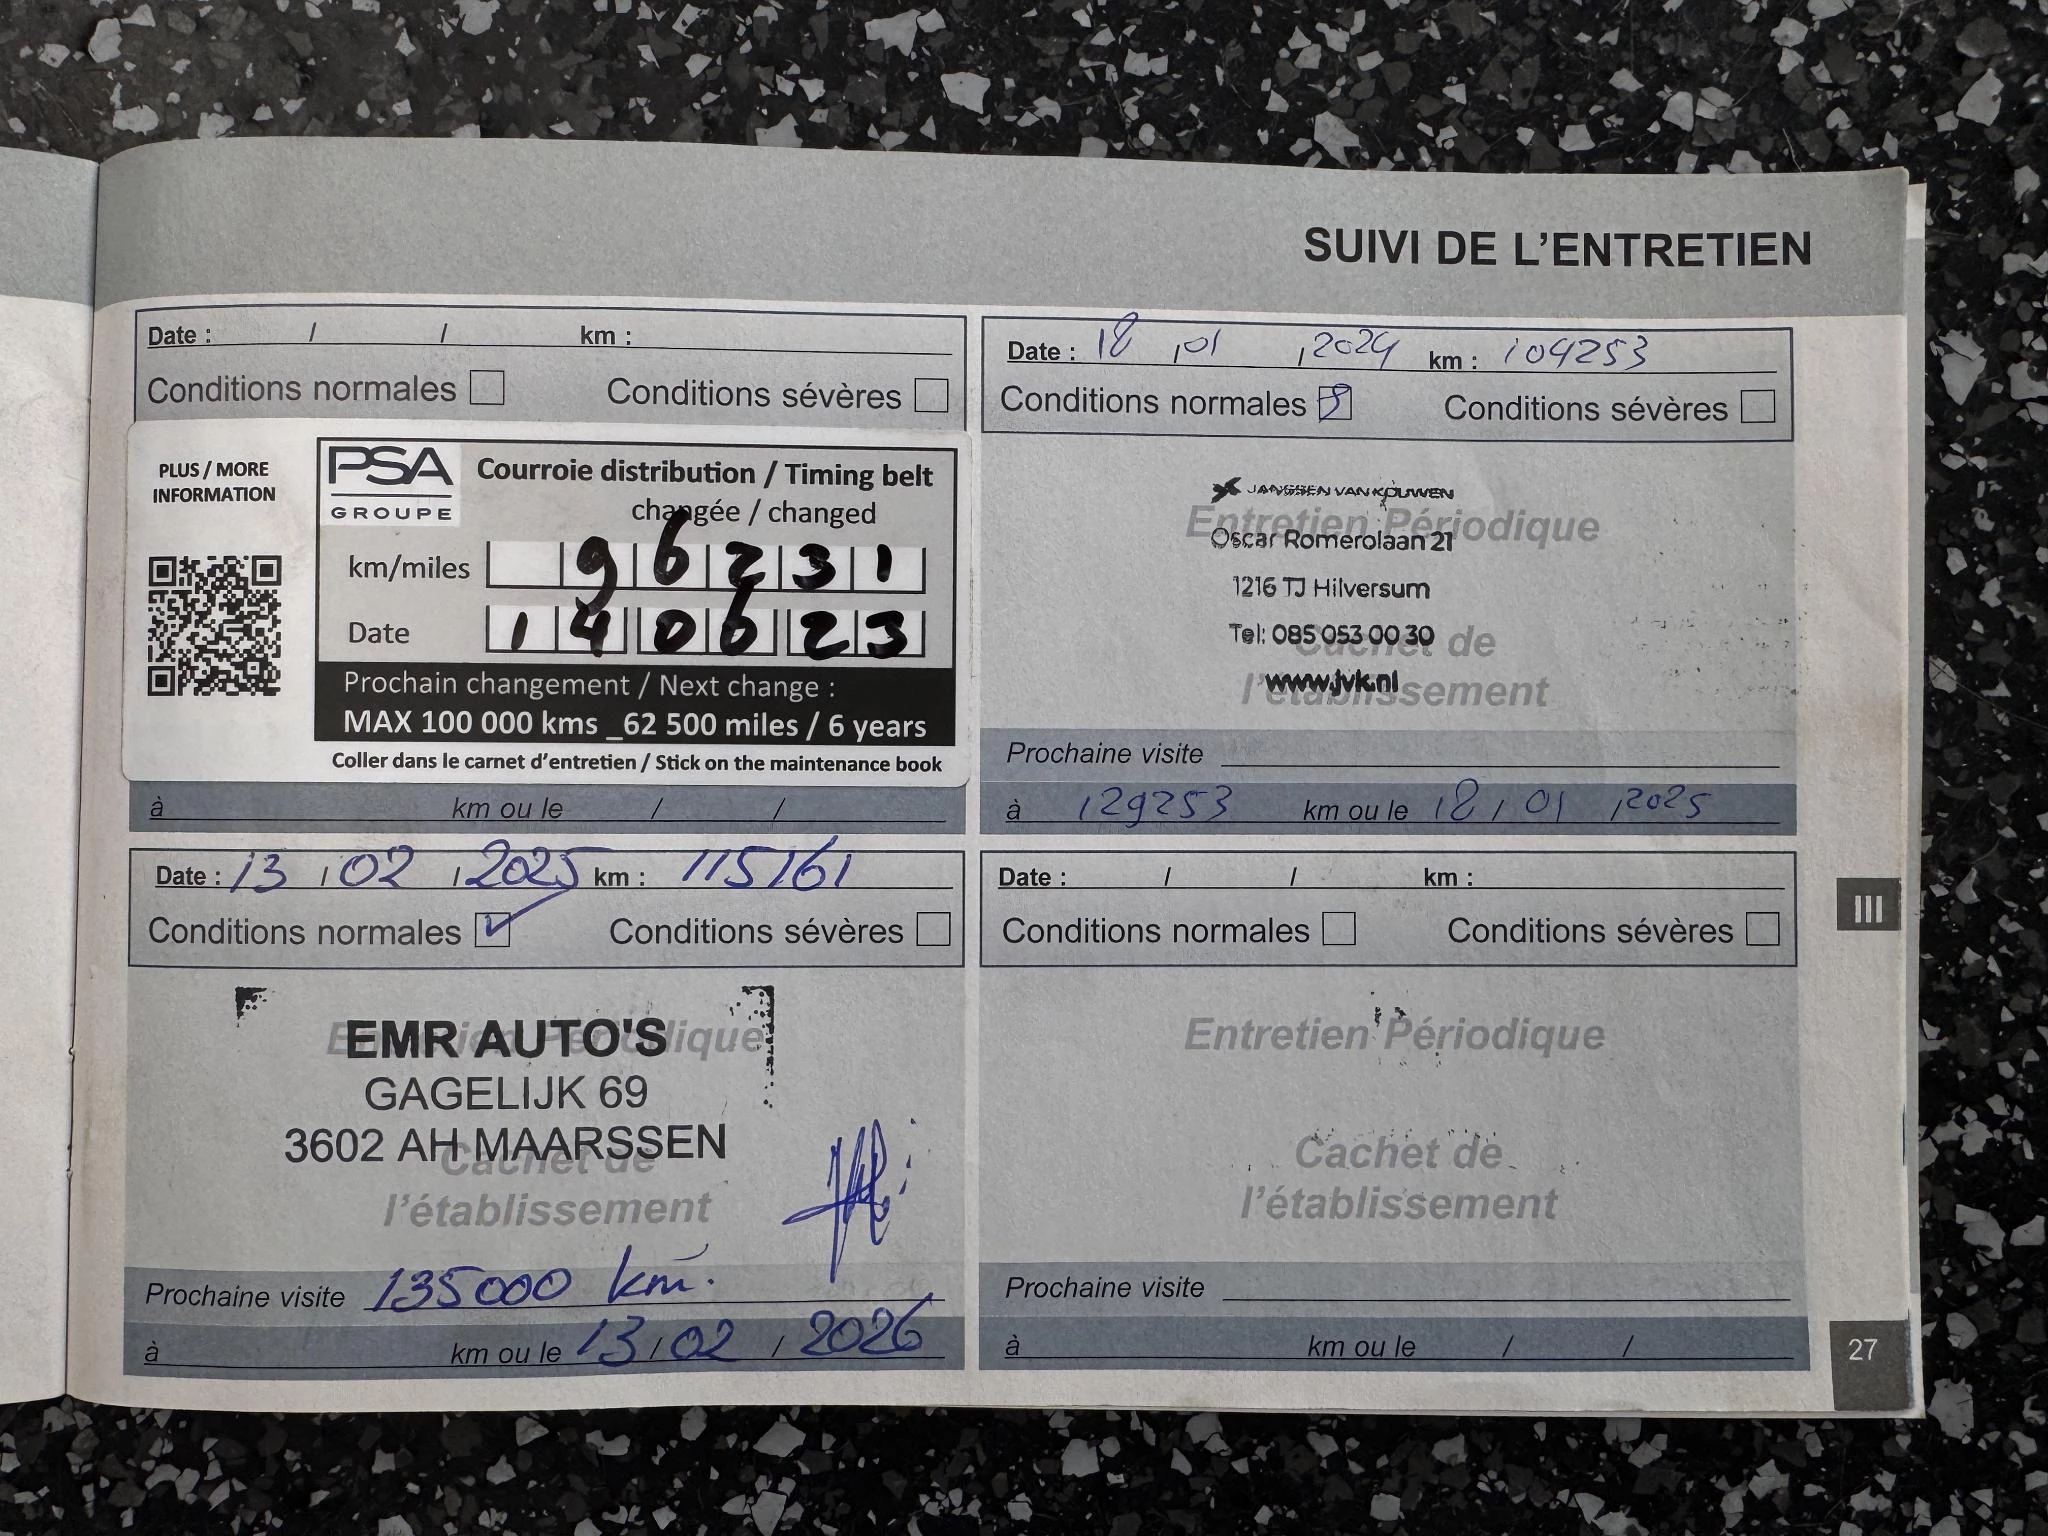 SUIVI DE L'ENTRETIEN
Date : / / km :
Conditions normales Conditions sévères
PLUS / MORE
INFORMATION
PSA
GROUPE
Courroie distribution / Timing belt
changée / changed
km/miles 96231
Date 140623
Prochain changement / Next change :
MAX 100 000 kms _62 500 miles / 6 years
Coller dans le carnet d'entretien / Stick on the maintenance book
à km ou le / /
Date : 18 / 01 / 2024 km : 104253
Conditions normales Conditions sévères
JANSSEN VAN KOUWEN
Entretien Périodique
Oscar Romerolaan 21
1216 TJ Hilversum
Tel: 085 053 00 30
Cachet de
www.jvk.nl
l'établissement
Prochaine visite
à 129253 km ou le 18 / 01 / 2025
Date : 13 / 02 / 2025 km : 115161
Conditions normales Conditions sévères
EMR AUTO'S
Entretien Périodique
GAGELIJK 69
3602 AH MAARSSEN
Cachet de
l'établissement
Prochaine visite 135000 km.
à km ou le 13 / 02 / 2026
Date : / / km :
Conditions normales Conditions sévères
Entretien Périodique
Cachet de
l'établissement
Prochaine visite
à km ou le / /
III
27